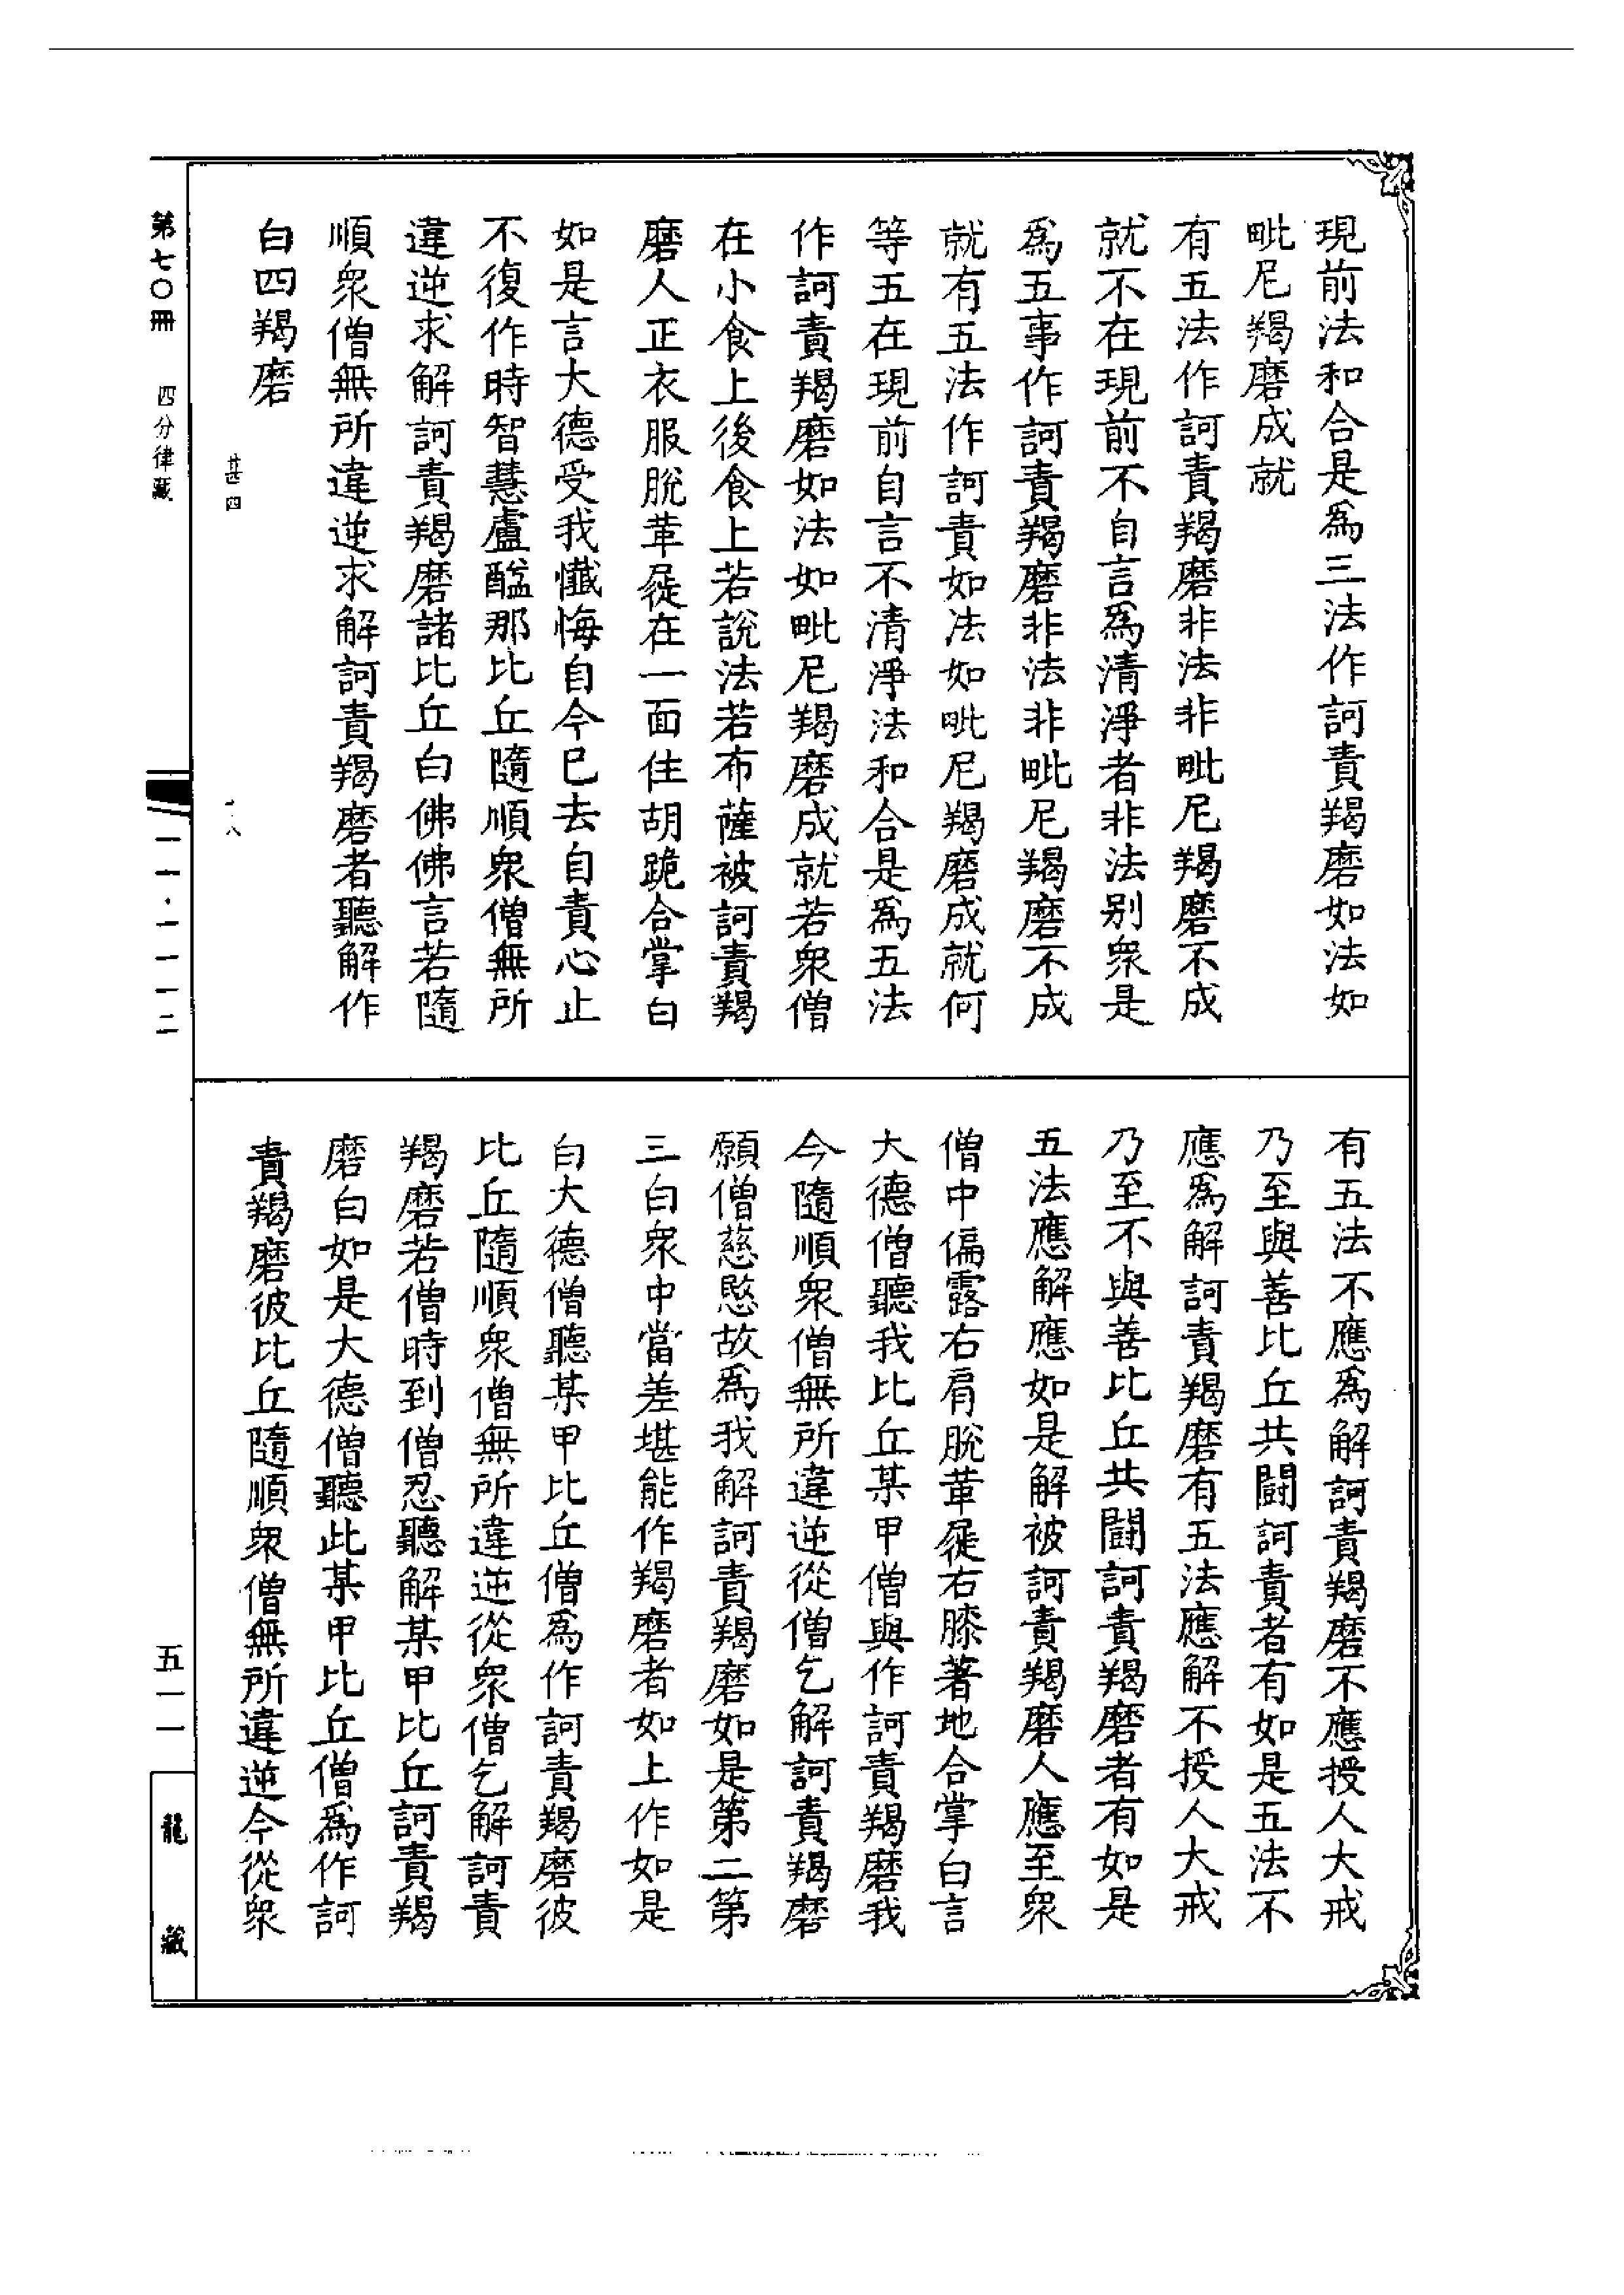 現前法和合是爲三法作訶責羯磨如法如
毗尼羯磨成就
有五法作訶責羯磨非法非毗尼羯磨不成
就不在現前不自言爲清淨者非法别衆是
爲五事作訶責羯磨非法非毗尼羯磨不成
就有五法作訶責如法如毗尼羯磨成就何
等五在現前自言不清淨法和合是爲五法
作訶責羯磨如法如毗尼羯磨成就若衆僧
在小食上後食上若說法若布薩被訶責羯
磨人正衣服脫革屣在一面住胡跪合掌白
如是言大德受我懺悔自今已去自責心止
不復作時智慧盧醯那比丘隨順衆僧無所
違逆求解訶責羯磨諸比丘白佛佛言若隨
順衆僧無所違逆求解訶責羯磨者聽解作
白四羯磨
有五法不應爲解訶責羯磨不應授人大戒
乃至與善比丘共鬪訶責者有如是五法不
應爲解訶責羯磨有五法應解不授人大戒
乃至不與善比丘共鬪訶責羯磨者有如是
五法應解應如是解被訶責羯磨人應至衆
僧中偏露右肩脫革屣右膝著地合掌白言
大德僧聽我比丘某甲僧與作訶責羯磨我
今隨順衆僧無所違逆從僧乞解訶責羯磨
願僧慈愍故爲我解訶責羯磨如是第二第
三白衆中當差堪能作羯磨者如上作如是
白大德僧聽某甲比丘僧爲作訶責羯磨彼
比丘隨順衆僧無所違逆從衆僧乞解訶責
羯磨若僧時到僧忍聽解某甲比丘訶責羯
磨白如是大德僧聽此某甲比丘僧爲作訶
責羯磨彼比丘隨順衆僧無所違逆今從衆
甚四
十八
第七〇冊
四分律藏
一一·一一一二
五一一
龍藏